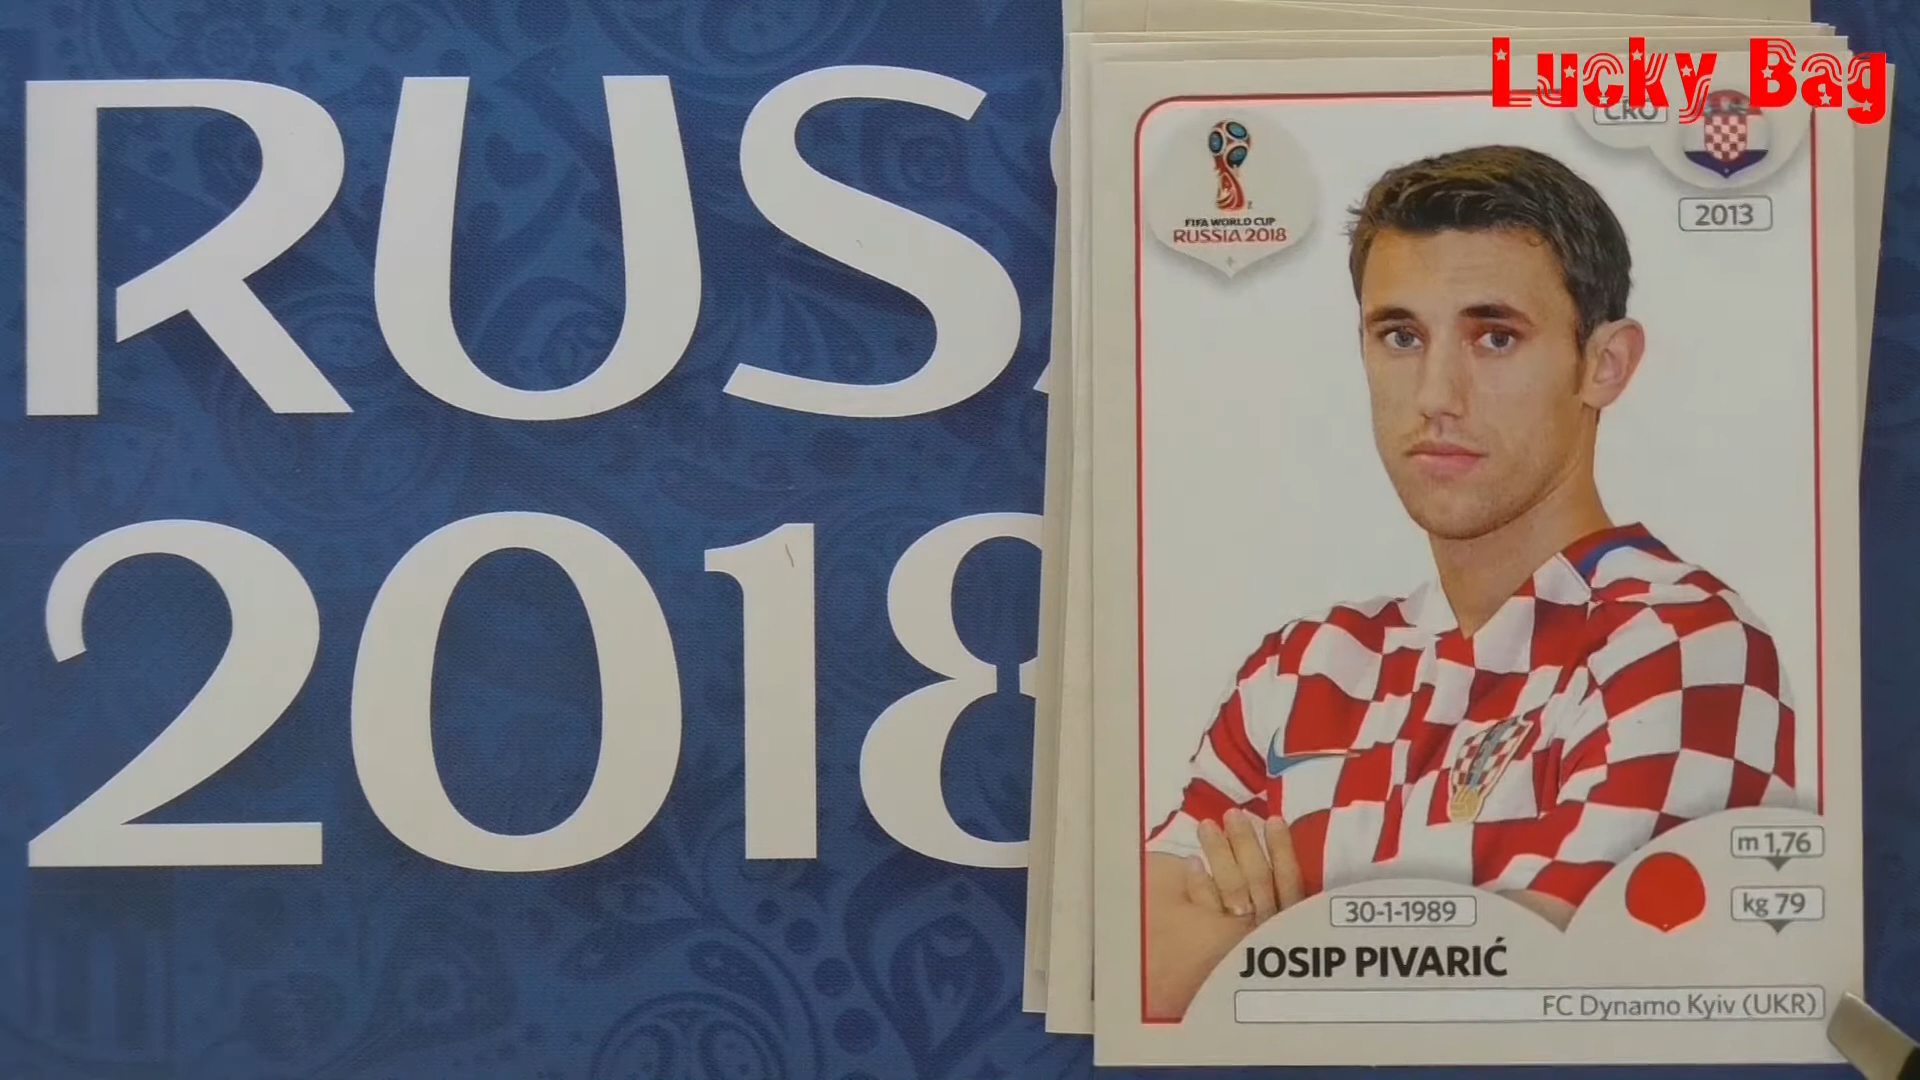 RUS
2018
Lucky Bag
CRO
2013
FIFA WORLD CUP
RUSSIA 2018
m 1,76
kg 79
30-1-1989
JOSIP PIVARIĆ
FC Dynamo Kyiv (UKR)